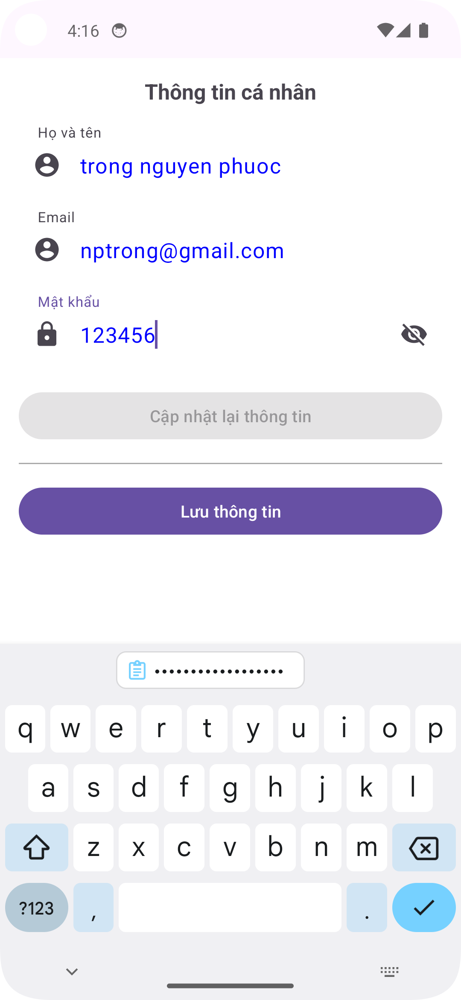 4:16
Thông tin cá nhân
Họ và tên
trong nguyen phuoc
Email
nptrong@gmail.com
Mật khẩu
123456
Cập nhật lại thông tin
Lưu thông tin
••••••••••••••••••
q w e r t y u i o p
a s d f g h j k l
z x c v b n m
?123 , .